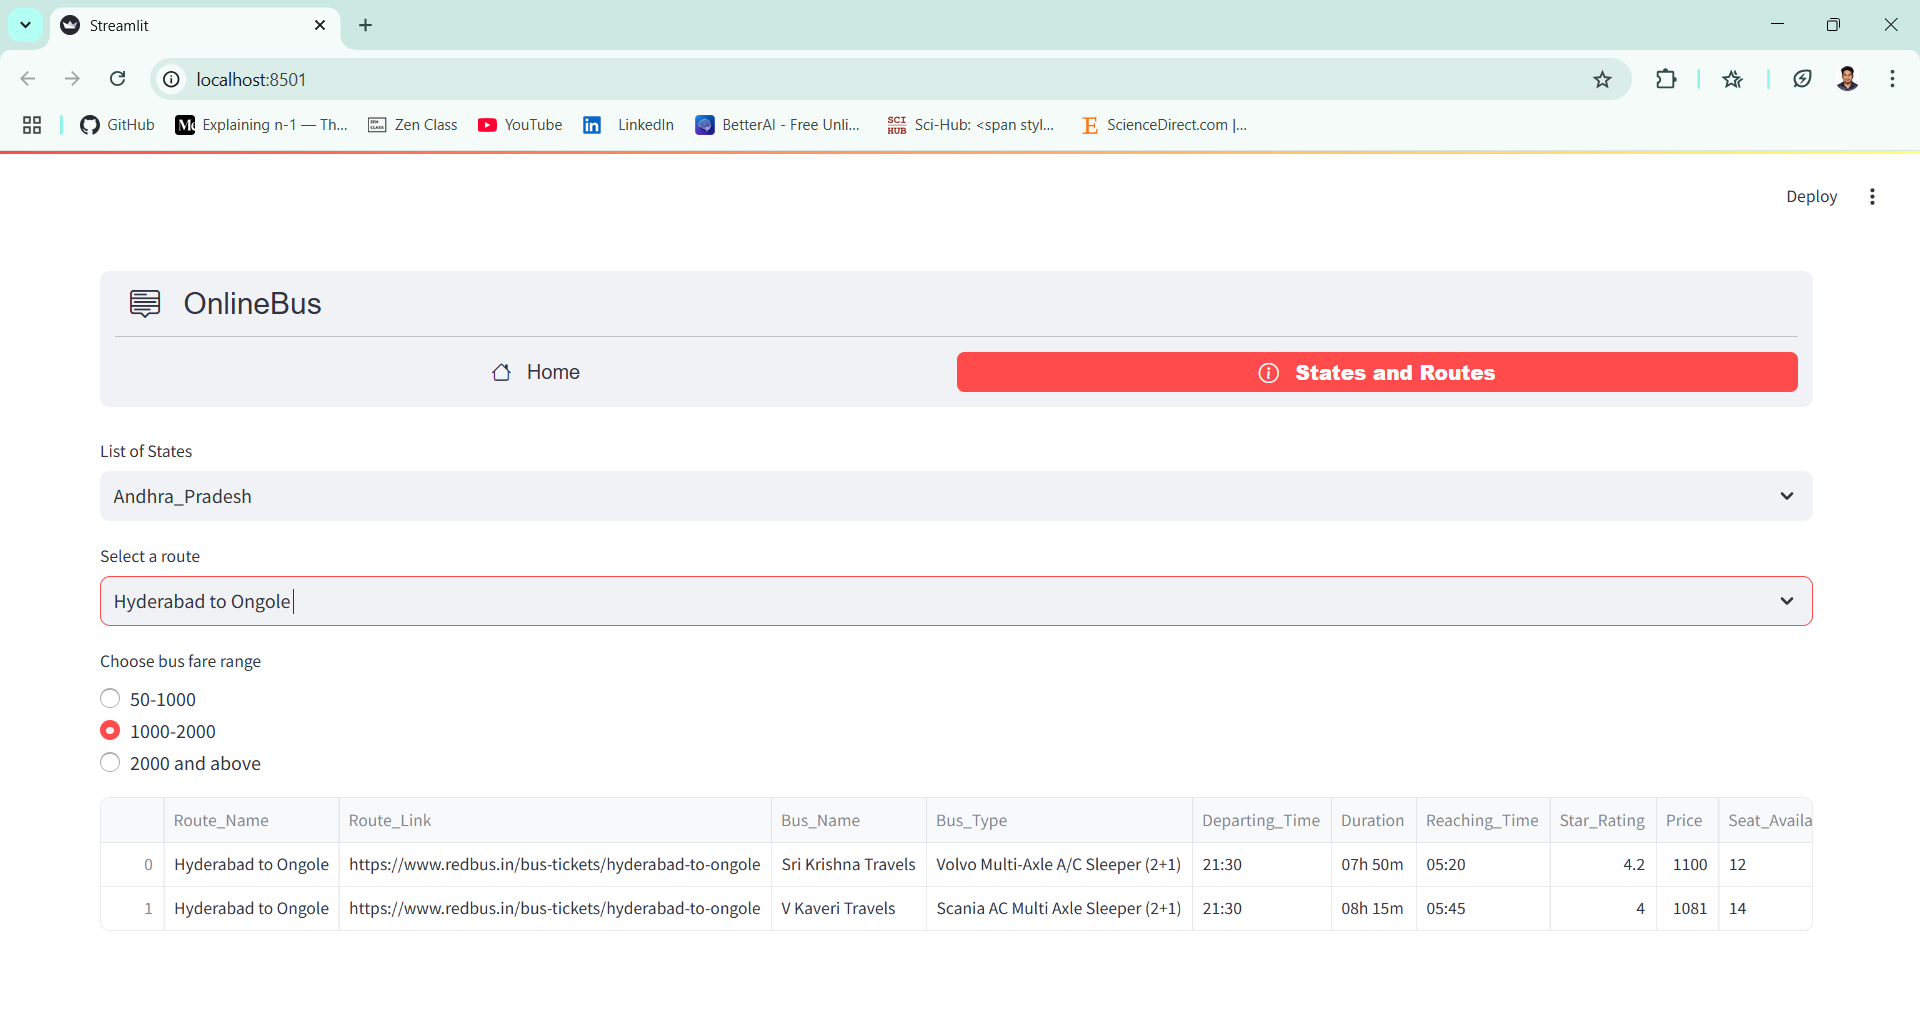 Streamlit
localhost:8501
GitHub Explaining n-1 — Th... Zen Class YouTube LinkedIn BetterAI - Free Unli... SCI HUB Sci-Hub: <span styl... ScienceDirect.com |...
Deploy
OnlineBus
Home States and Routes
List of States
Andhra_Pradesh
Select a route
Hyderabad to Ongole
Choose bus fare range
50-1000
1000-2000
2000 and above
Route_Name Route_Link Bus_Name Bus_Type Departing_Time Duration Reaching_Time Star_Rating Price Seat_Availa
0 Hyderabad to Ongole https://www.redbus.in/bus-tickets/hyderabad-to-ongole Sri Krishna Travels Volvo Multi-Axle A/C Sleeper (2+1) 21:30 07h 50m 05:20 4.2 1100 12
1 Hyderabad to Ongole https://www.redbus.in/bus-tickets/hyderabad-to-ongole V Kaveri Travels Scania AC Multi Axle Sleeper (2+1) 21:30 08h 15m 05:45 4 1081 14